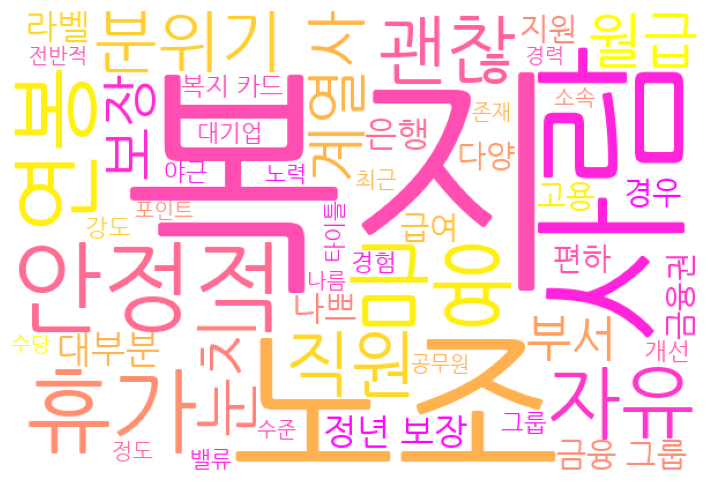 라벨
분위기
계열사
괜찮
지원
월급
전반적
경력
연봉
보장
복지 카드
복지
사람
대기업
은행
존재
소속
다양
야근
노력
최근
고용
경우
강도
포인트
타이틀
급여
안정적
금융
경험
편하
금융권
나름
나쁘
수당
대부분
눈치
노조
직원
공무원
부서
개선
휴가
자유
정도
밸류
수준
정년 보장
그룹
금융 그룹